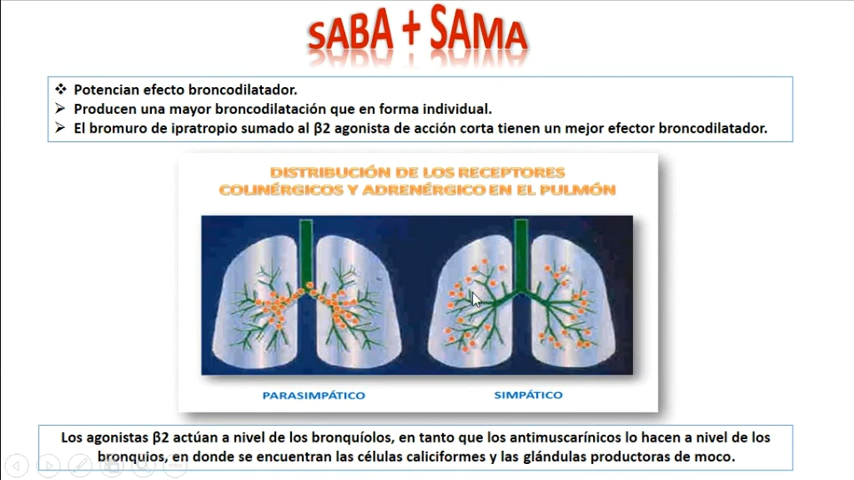 SABA + SAMA
❖ Potencian efecto broncodilatador.
➢ Producen una mayor broncodilatación que en forma individual.
➢ El bromuro de ipratropio sumado al β2 agonista de acción corta tienen un mejor efector broncodilatador.
DISTRIBUCIÓN DE LOS RECEPTORES
COLINÉRGICOS Y ADRENÉRGICO EN EL PULMÓN
PARASIMPÁTICO
SIMPÁTICO
Los agonistas β2 actúan a nivel de los bronquíolos, en tanto que los antimuscarínicos lo hacen a nivel de los
bronquios, en donde se encuentran las células caliciformes y las glándulas productoras de moco.